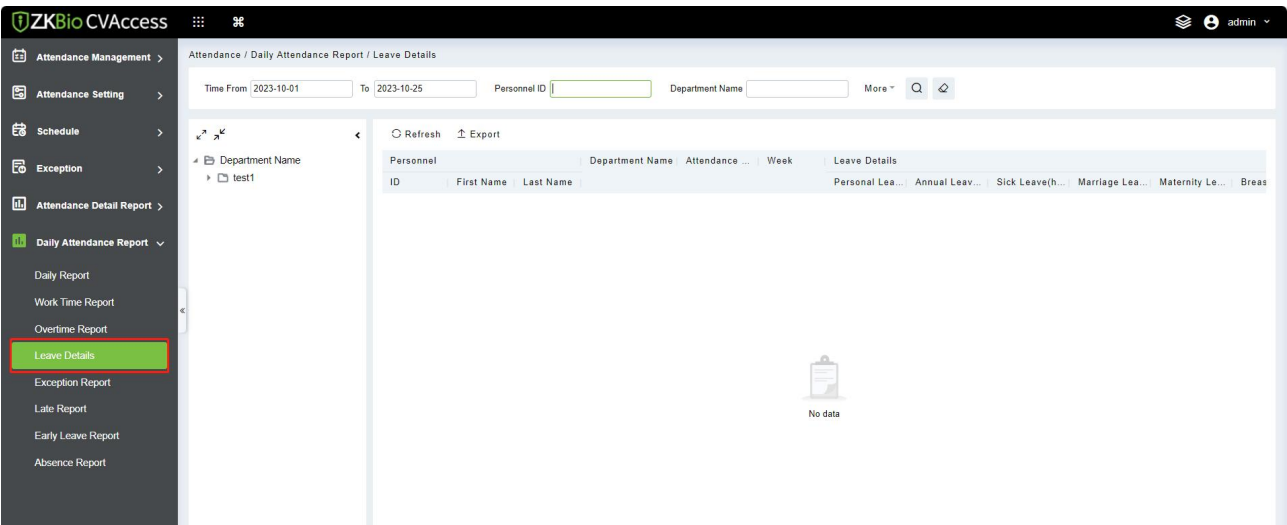 ZKBio CVAccess
admin
Attendance Management
Attendance Setting
Schedule
Exception
Attendance Detail Report
Daily Attendance Report
Daily Report
Work Time Report
Overtime Report
Leave Details
Exception Report
Late Report
Early Leave Report
Absence Report
Attendance / Daily Attendance Report / Leave Details
Time From 2023-10-01 To 2023-10-25 Personnel ID Department Name More
Department Name
test1
Refresh Export
Personnel Department Name Attendance ... Week Leave Details
ID First Name Last Name Personal Lea... Annual Leav... Sick Leave(h... Marriage Lea... Maternity Le... Breas
No data